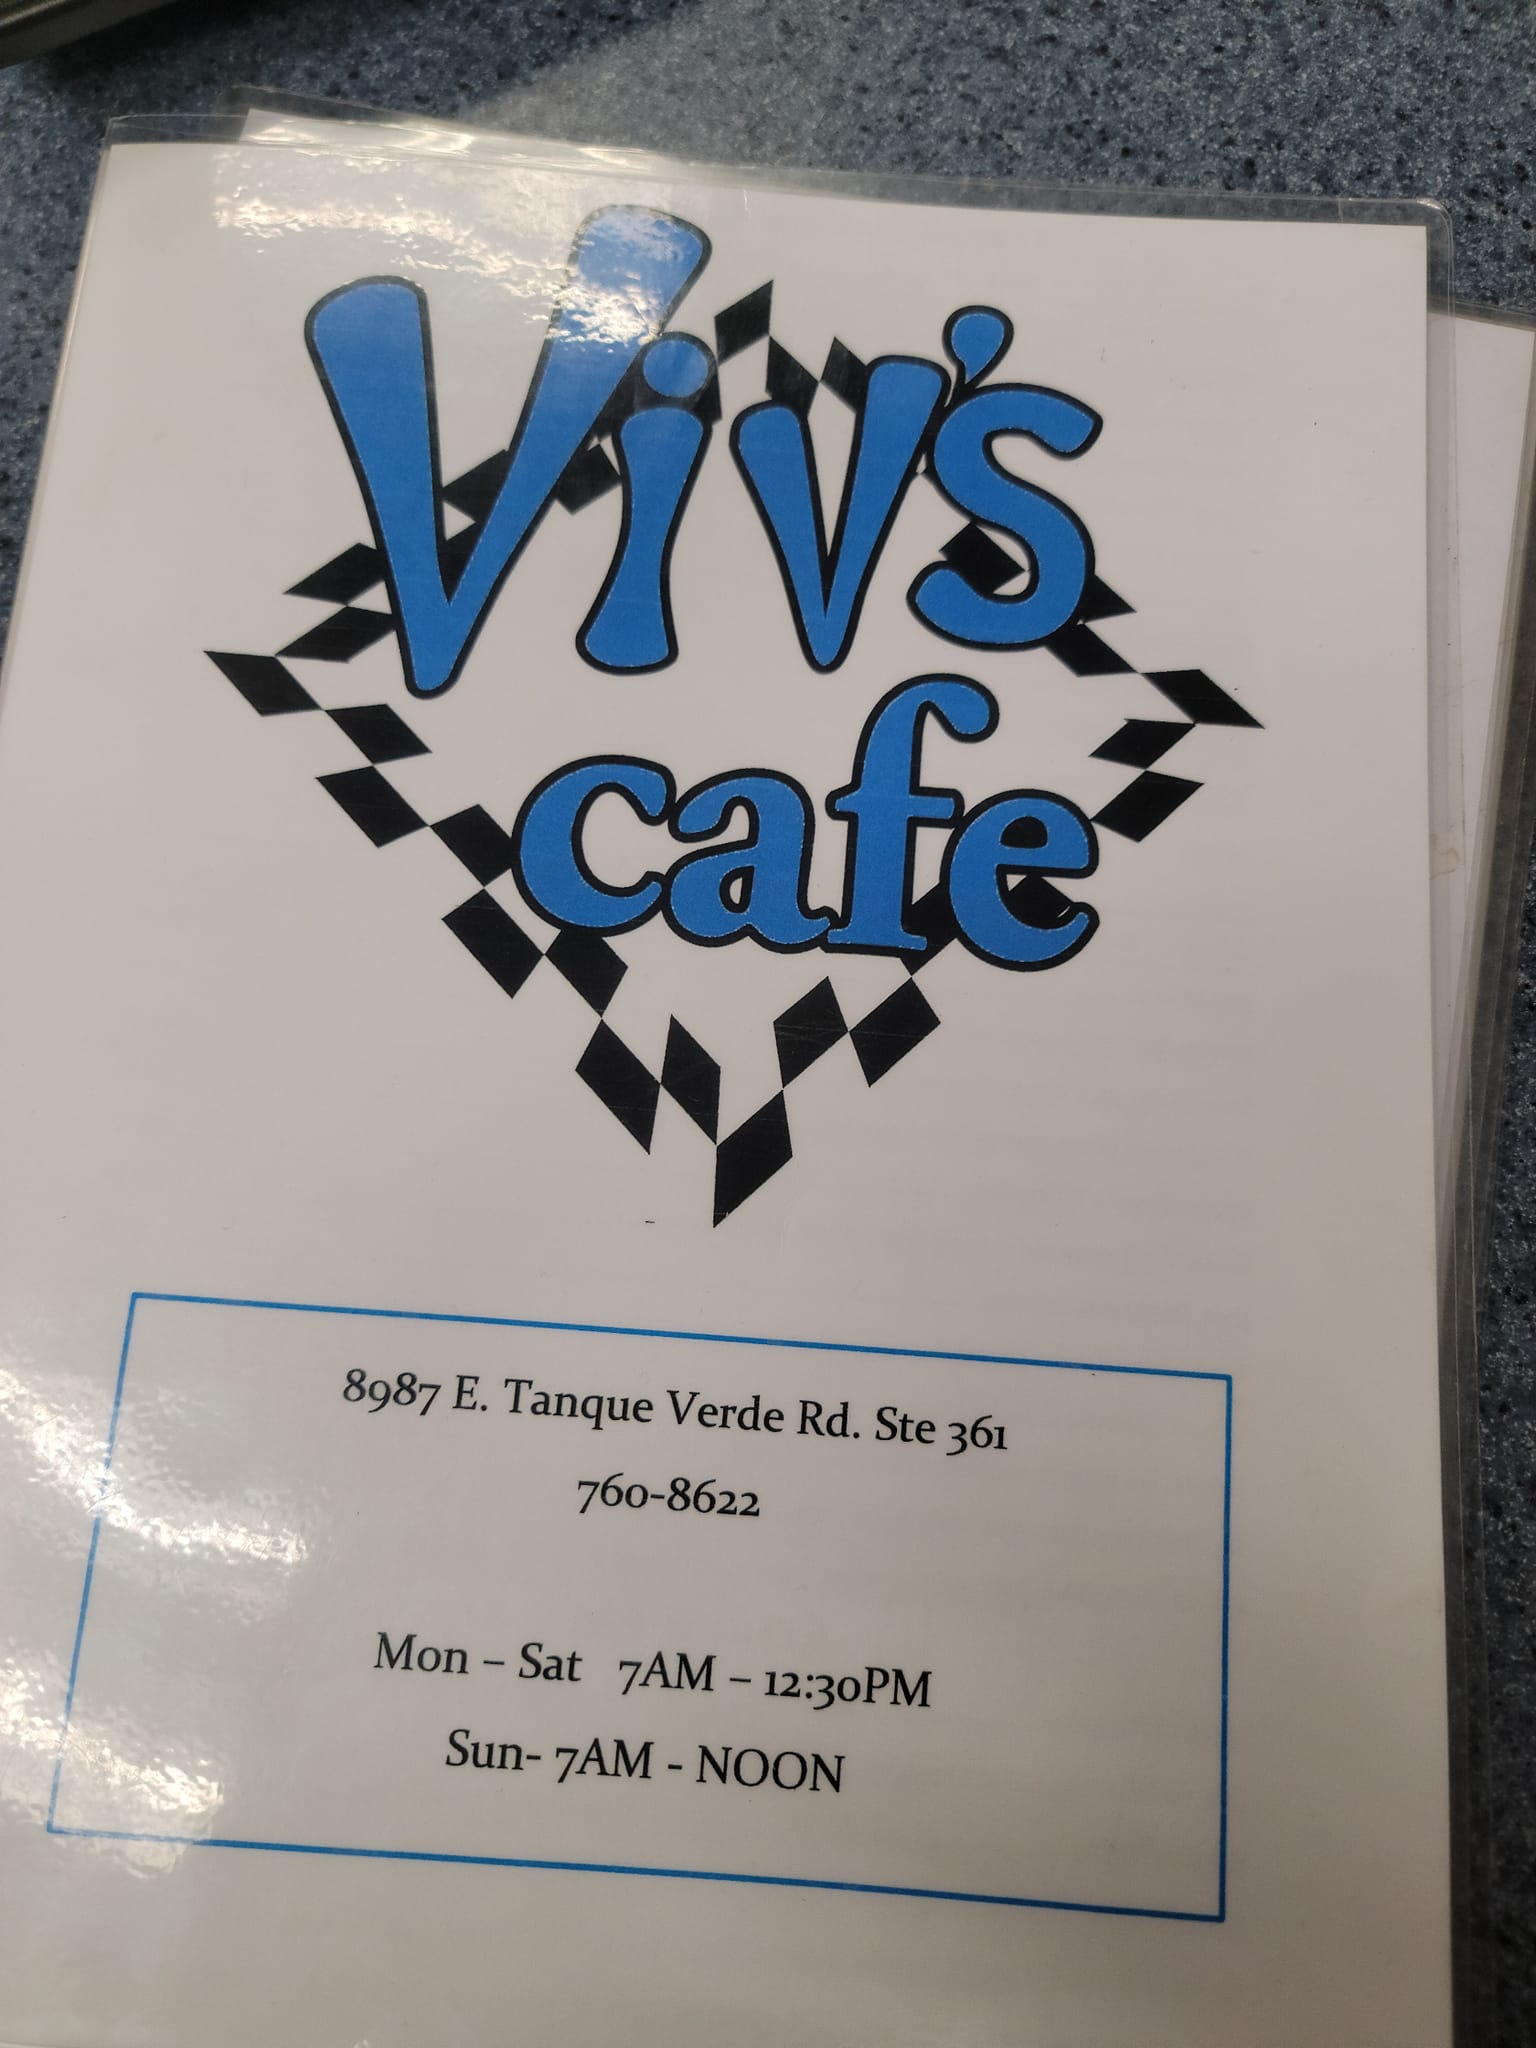 Viv's
cafe
8987 E. Tanque Verde Rd. Ste 361
760-8622
Mon – Sat 7AM – 12:30PM
Sun- 7AM - NOON